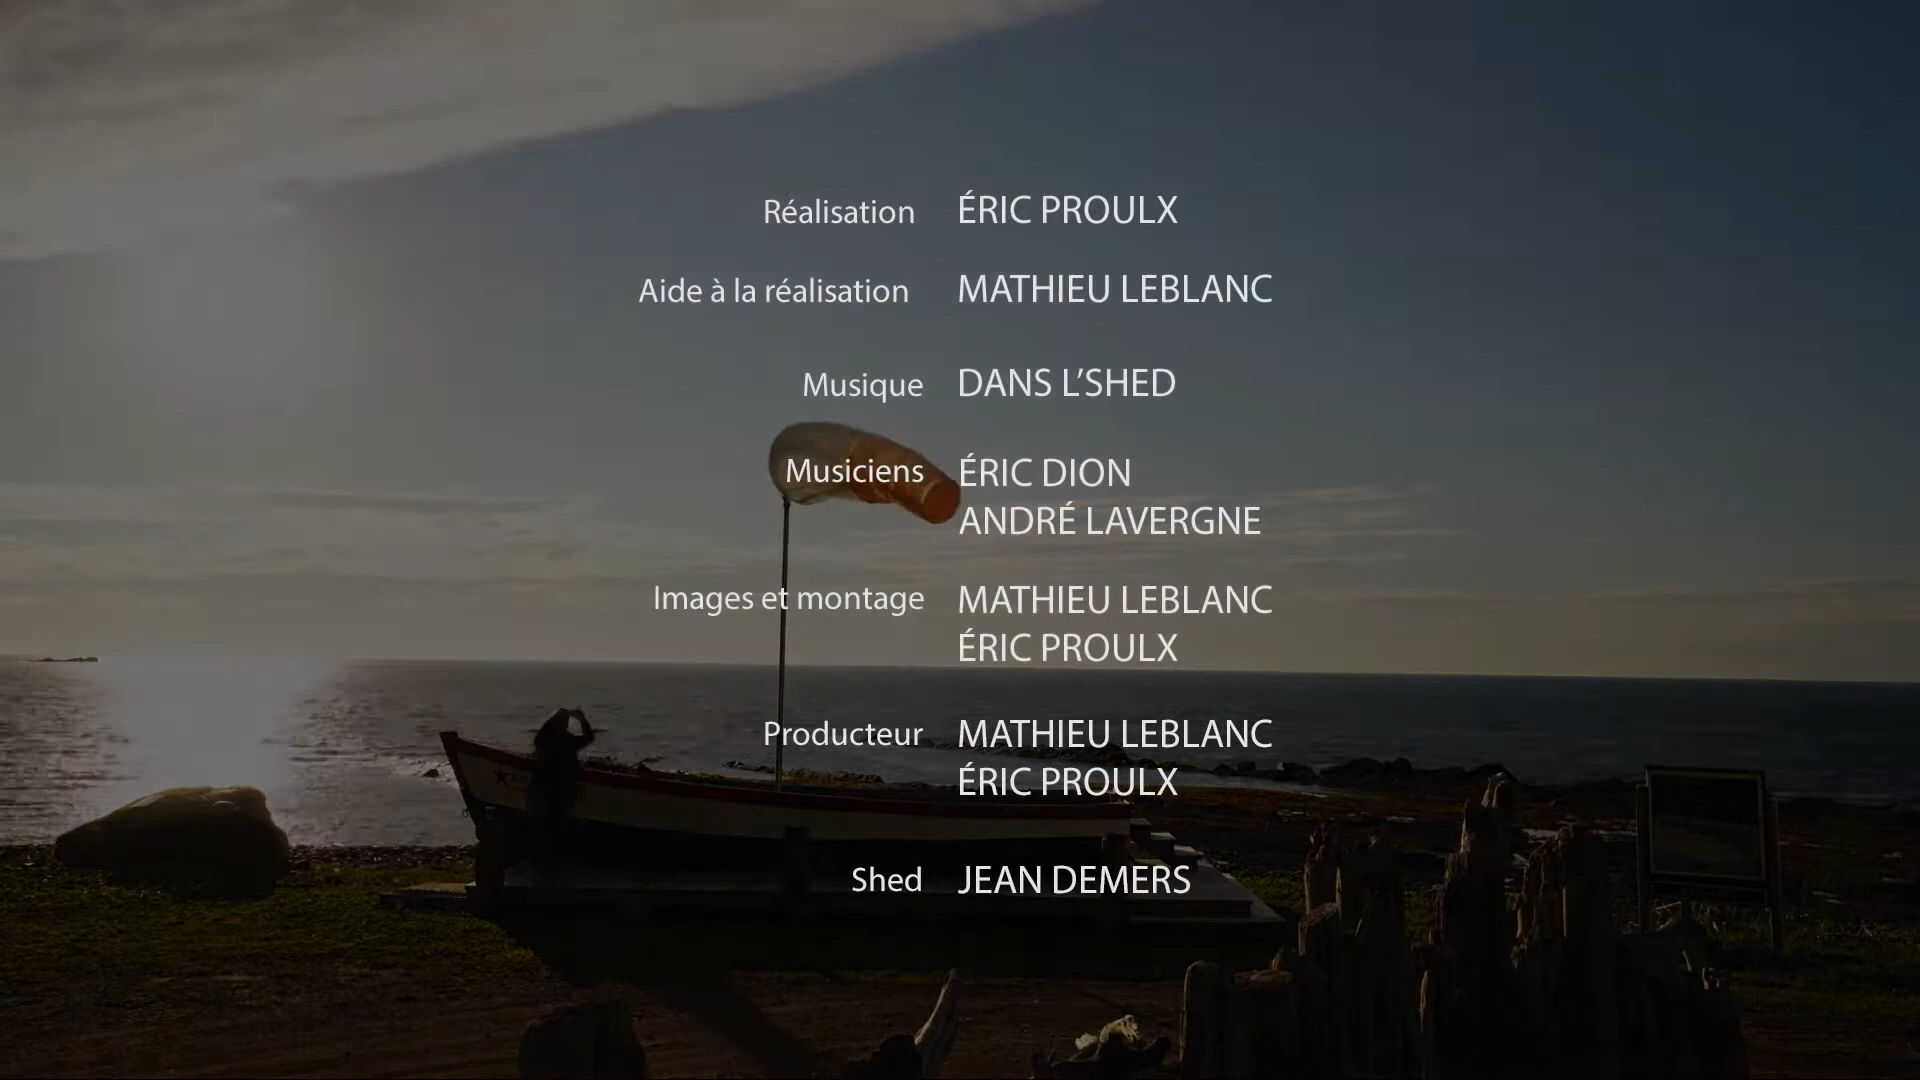 Réalisation ÉRIC PROULX
Aide à la réalisation MATHIEU LEBLANC
Musique DANS L’SHED
Musiciens ÉRIC DION
ANDRÉ LAVERGNE
Images et montage MATHIEU LEBLANC
ÉRIC PROULX
Producteur MATHIEU LEBLANC
ÉRIC PROULX
Shed JEAN DEMERS